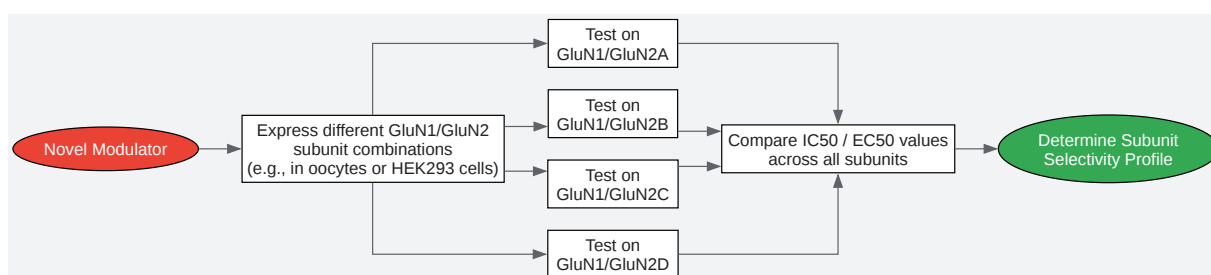 Novel Modulator
Express different GluN1/GluN2
subunit combinations
(e.g., in oocytes or HEK293 cells)
Test on
GluN1/GluN2A
Test on
GluN1/GluN2B
Test on
GluN1/GluN2C
Test on
GluN1/GluN2D
Compare IC50 / EC50 values
across all subunits
Determine Subunit
Selectivity Profile